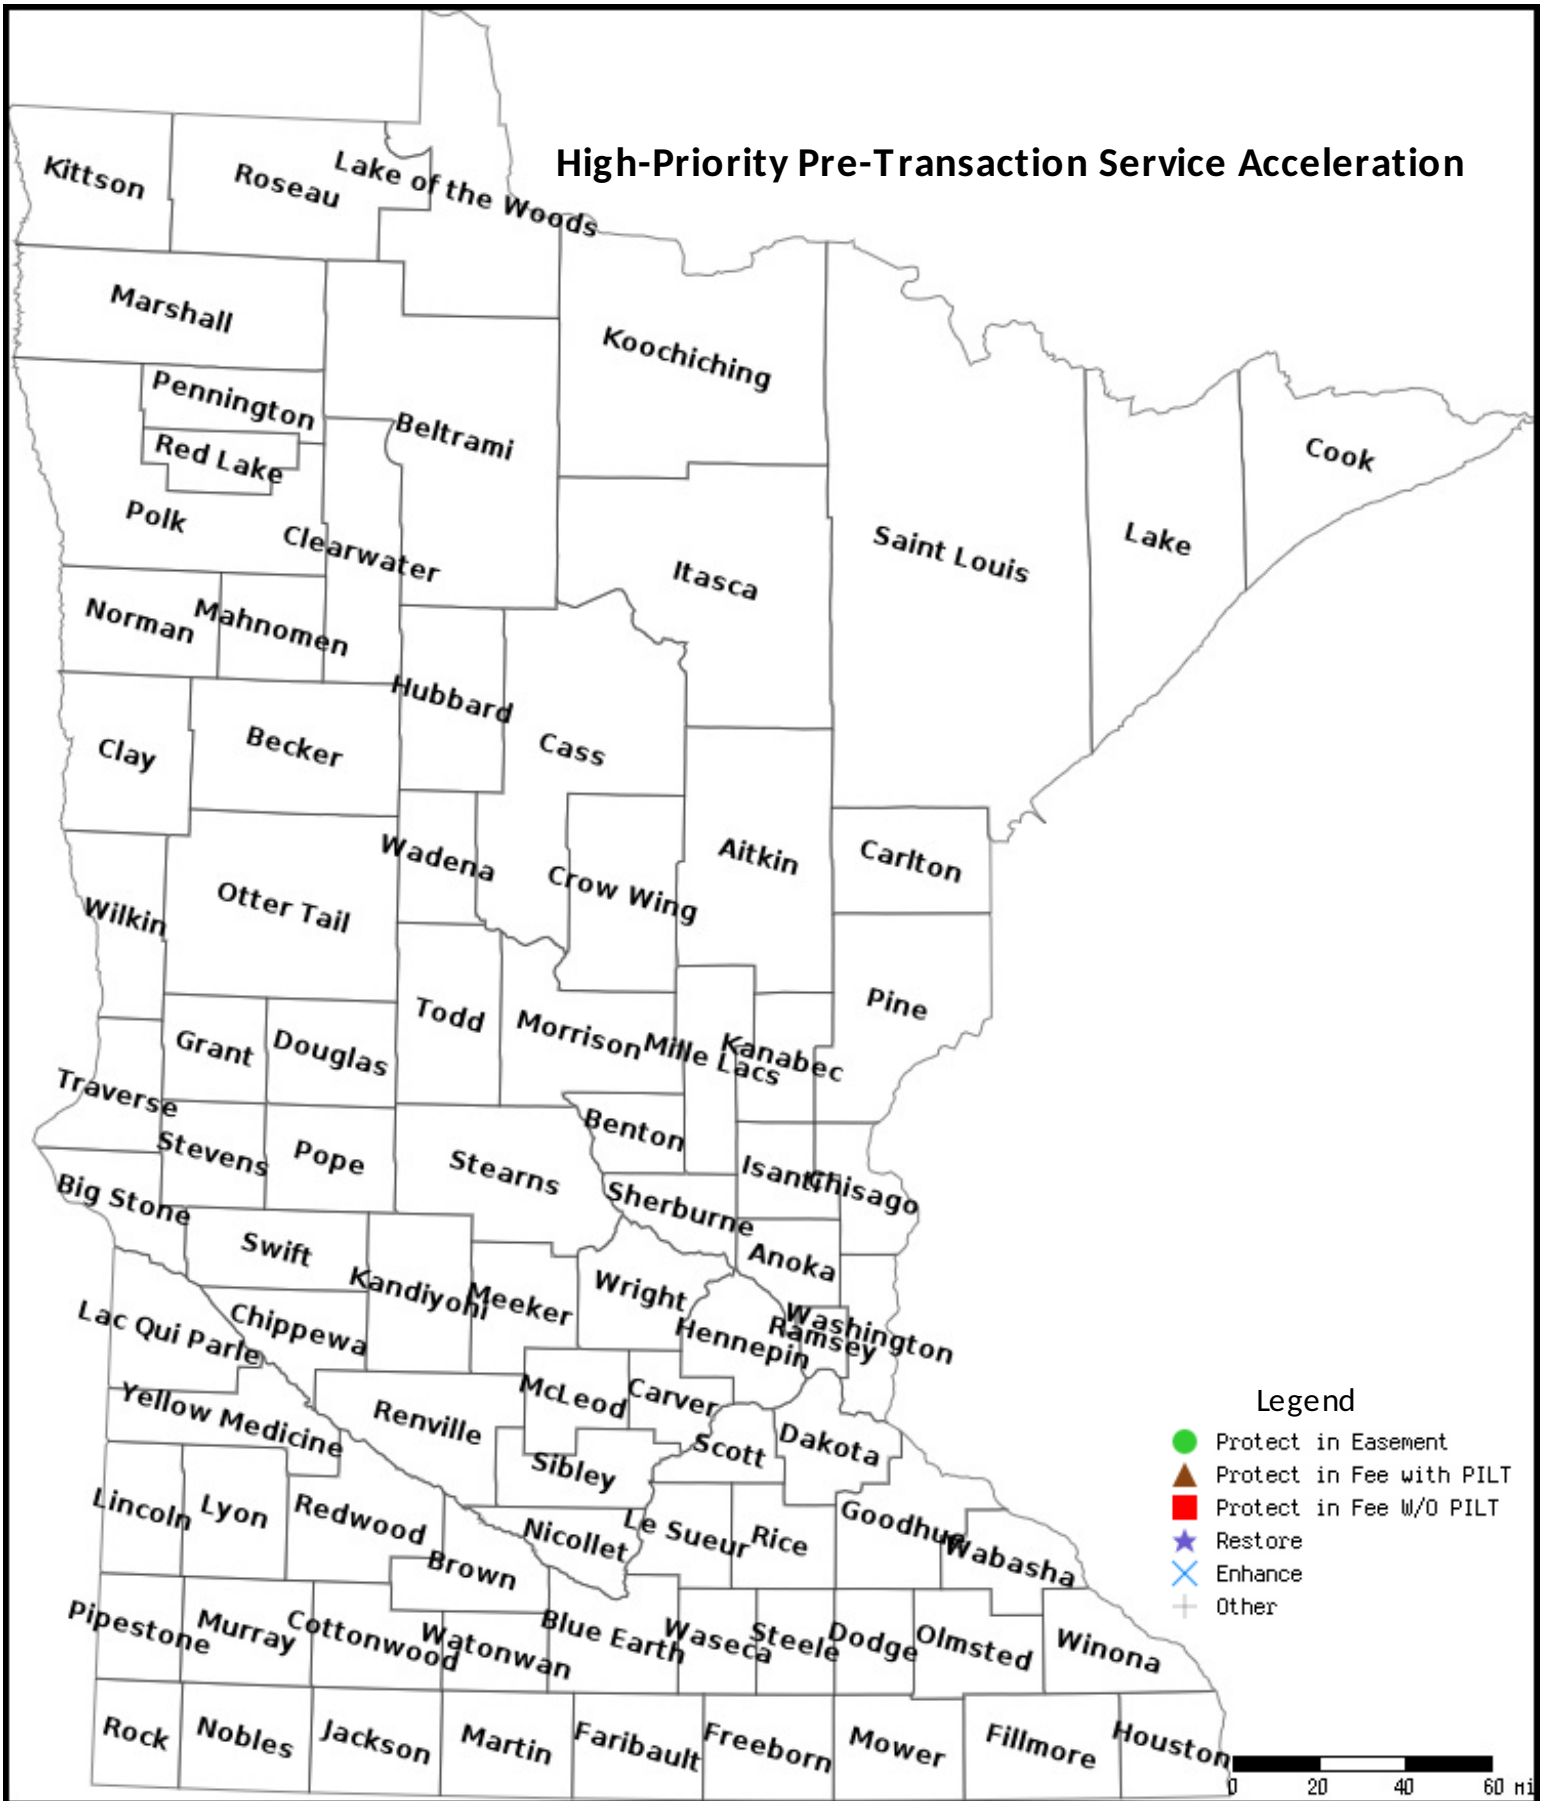 High-Priority Pre-Transaction Service Acceleration
Kittson
Roseau
Lake of the Woods
Marshall
Koochiching
Pennington
Beltrami
Red Lake
Cook
Polk
Clearwater
Saint Louis
Lake
Itasca
Norman
Mahnomen
Hubbard
Cass
Clay
Becker
Wadena
Aitkin
Carlton
Crow Wing
Otter Tail
Wilkin
Pine
Todd
Morrison
Mille Lacs
Kanabec
Grant
Douglas
Traverse
Benton
Stevens
Pope
Stearns
Isanti
Chisago
Big Stone
Sherburne
Swift
Anoka
Kandiyohi
Meeker
Wright
Washington
Ramsey
Hennepin
Lac Qui Parle
Chippewa
McLeod
Carver
Yellow Medicine
Renville
Scott
Dakota
Sibley
Legend
Protect in Easement
Protect in Fee with PILT
Protect in Fee W/O PILT
Restore
Enhance
Other
Lincoln
Lyon
Redwood
Nicollet
Le Sueur
Rice
Goodhue
Wabasha
Brown
Pipestone
Murray
Cottonwood
Watonwan
Blue Earth
Waseca
Steele
Dodge
Olmsted
Winona
Rock
Nobles
Jackson
Martin
Faribault
Freeborn
Mower
Fillmore
Houston
0 20 40 60 mi